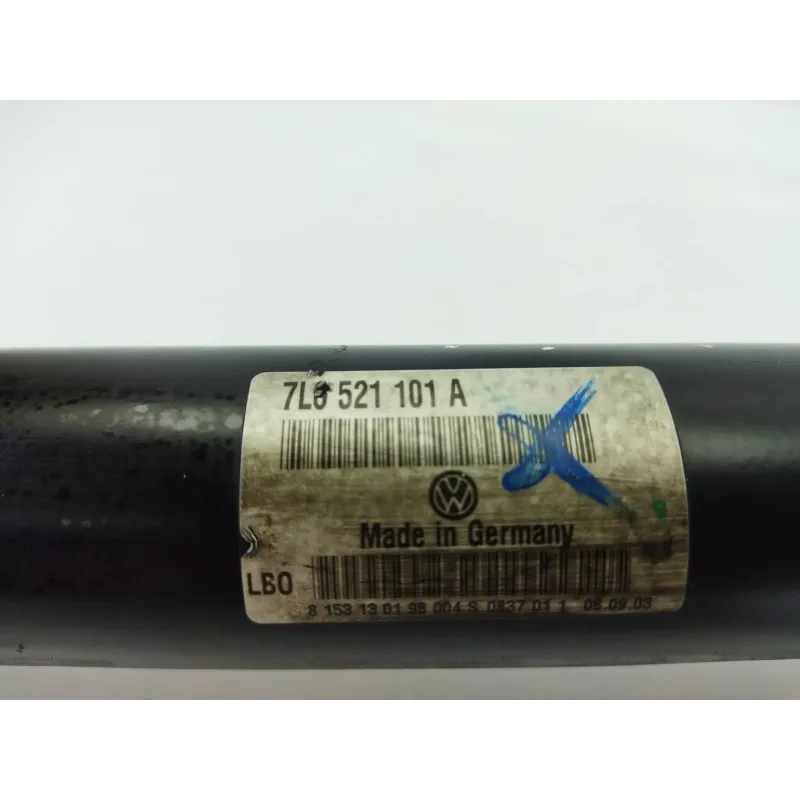 7L6 521 101 A
VW
Made in Germany
LBO
8 153 13 01 98 004 S 0837 01 1 08.09.03